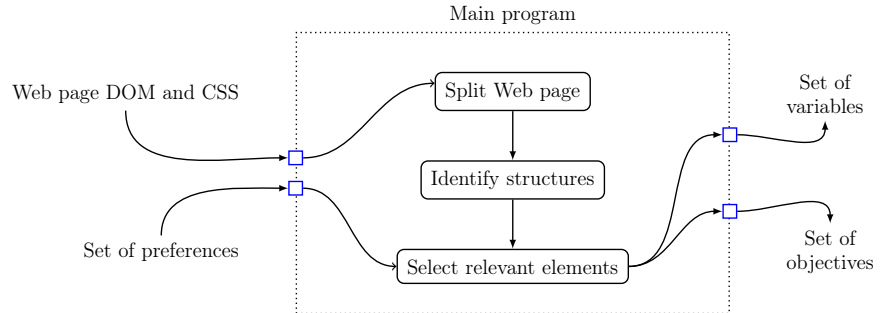 Main program
Web page DOM and CSS
Split Web page
Set of
variables
Identify structures
Set of preferences
Select relevant elements
Set of
objectives